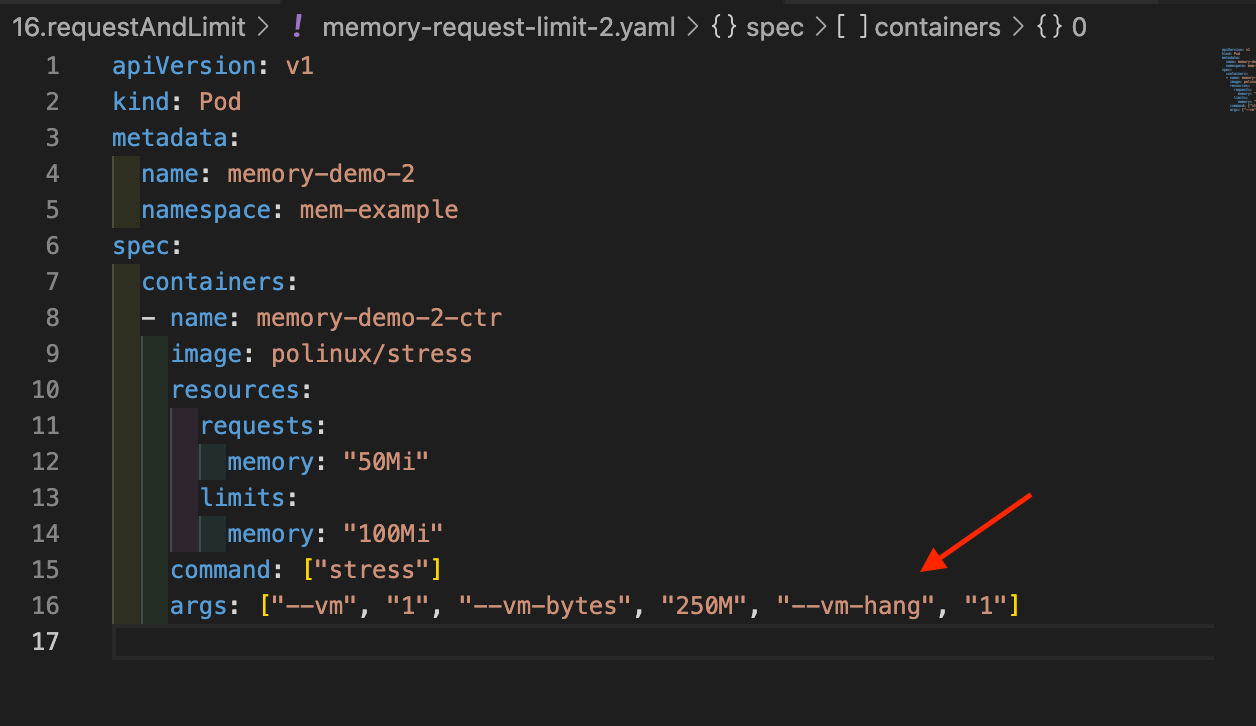 16.requestAndLimit > ! memory-request-limit-2.yaml > {} spec > [ ] containers > {} 0
1 apiVersion: v1
2 kind: Pod
3 metadata:
4   name: memory-demo-2
5   namespace: mem-example
6 spec:
7   containers:
8   - name: memory-demo-2-ctr
9     image: polinux/stress
10     resources:
11       requests:
12         memory: "50Mi"
13       limits:
14         memory: "100Mi"
15     command: ["stress"]
16     args: ["--vm", "1", "--vm-bytes", "250M", "--vm-hang", "1"]
17